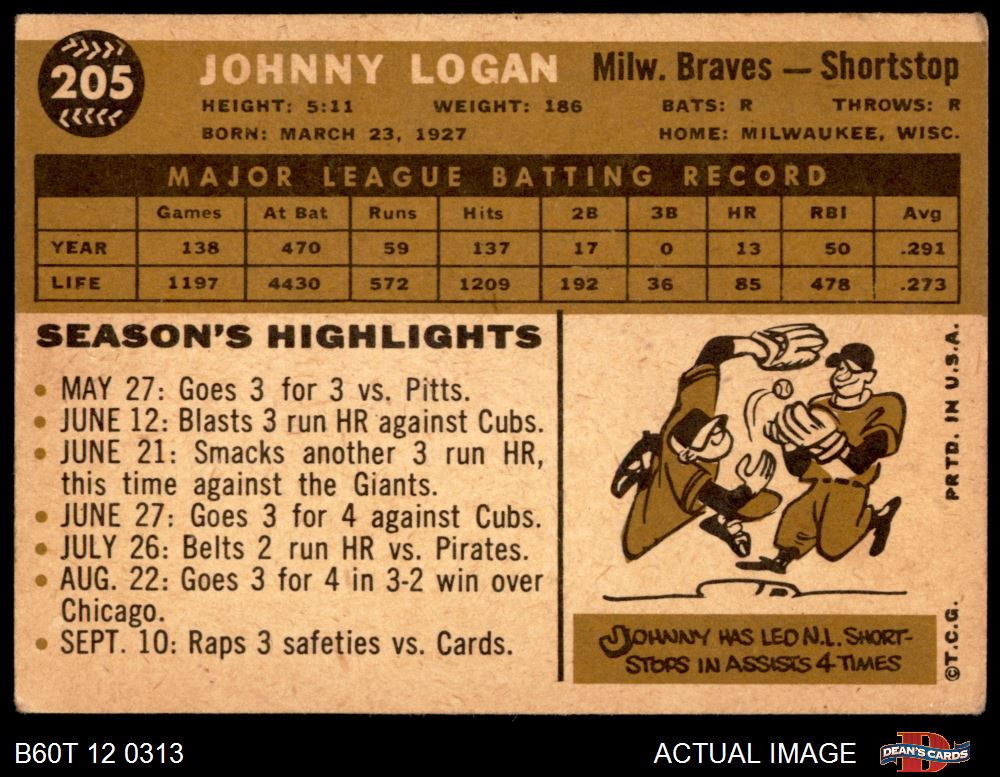 205
JOHNNY LOGAN Milw. Braves — Shortstop
HEIGHT: 5:11 WEIGHT: 186 BATS: R THROWS: R
BORN: MARCH 23, 1927 HOME: MILWAUKEE, WISC.
MAJOR LEAGUE BATTING RECORD
Games At Bat Runs Hits 2B 3B HR RBI Avg
YEAR 138 470 59 137 17 0 13 50 .291
LIFE 1197 4430 572 1209 192 36 85 478 .273
SEASON'S HIGHLIGHTS
• MAY 27: Goes 3 for 3 vs. Pitts.
• JUNE 12: Blasts 3 run HR against Cubs.
• JUNE 21: Smacks another 3 run HR,
this time against the Giants.
• JUNE 27: Goes 3 for 4 against Cubs.
• JULY 26: Belts 2 run HR vs. Pirates.
• AUG. 22: Goes 3 for 4 in 3-2 win over
Chicago.
• SEPT. 10: Raps 3 safeties vs. Cards.
JOHNNY HAS LED N.L. SHORT-
STOPS IN ASSISTS 4 TIMES
©T.C.G. PRTD. IN U.S.A.
B60T 12 0313 ACTUAL IMAGE DEAN'S CARDS